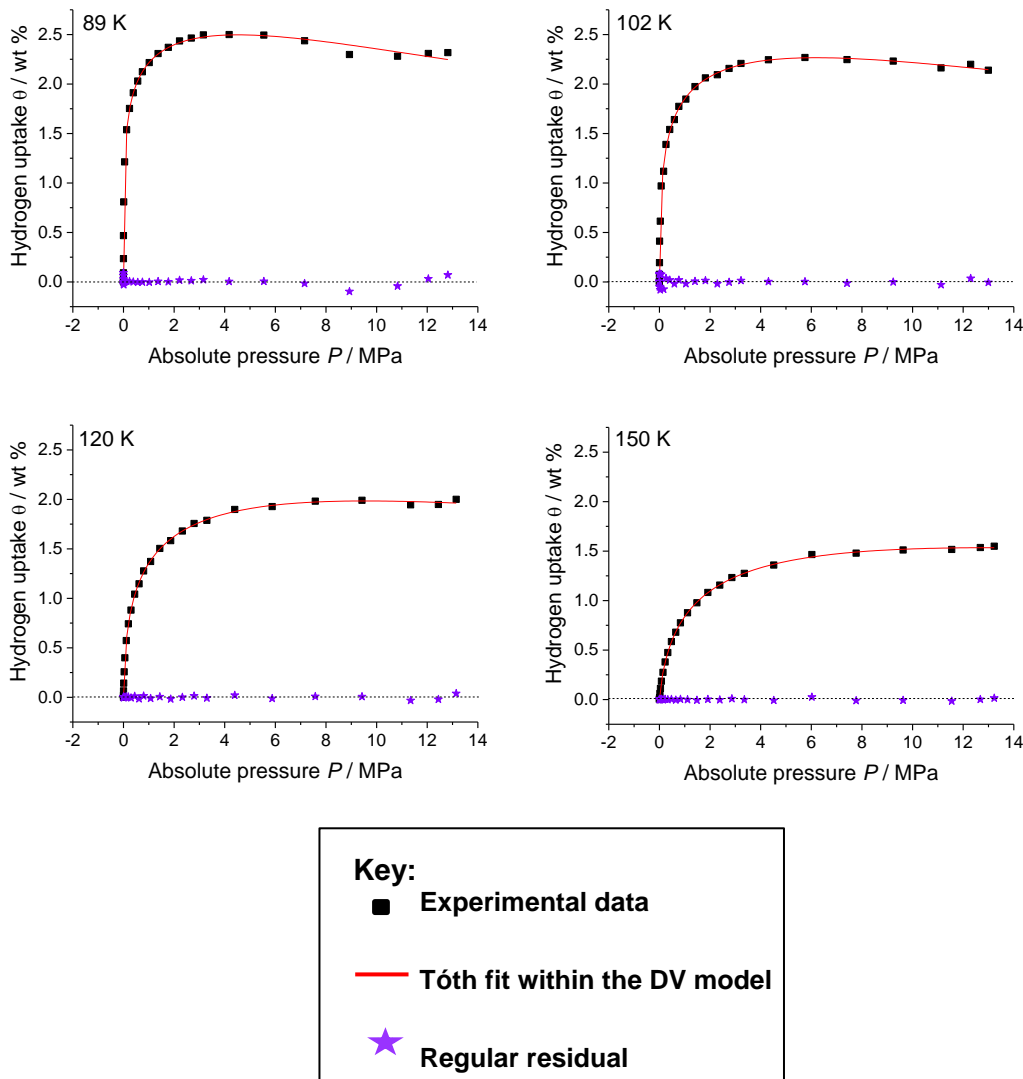 89 K
Hydrogen uptake θ / wt %
2.5
2.0
1.5
1.0
0.5
0.0
-2 0 2 4 6 8 10 12 14
Absolute pressure P / MPa
102 K
Hydrogen uptake θ / wt %
2.5
2.0
1.5
1.0
0.5
0.0
-2 0 2 4 6 8 10 12 14
Absolute pressure P / MPa
120 K
Hydrogen uptake θ / wt %
2.5
2.0
1.5
1.0
0.5
0.0
-2 0 2 4 6 8 10 12 14
Absolute pressure P / MPa
150 K
Hydrogen uptake θ / wt %
2.5
2.0
1.5
1.0
0.5
0.0
-2 0 2 4 6 8 10 12 14
Absolute pressure P / MPa
Key:
Experimental data
Tóth fit within the DV model
Regular residual